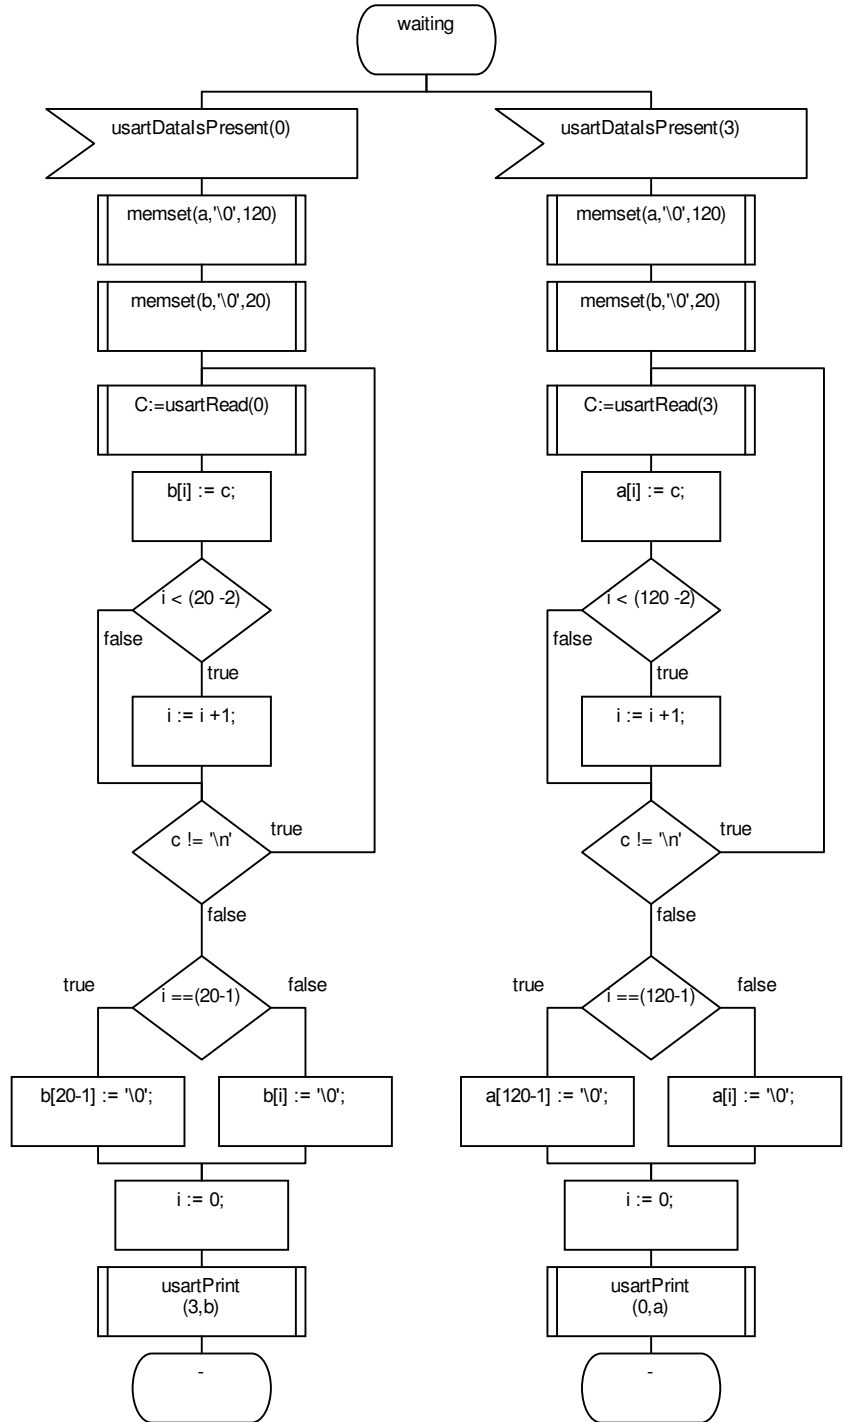 waiting
usartDataIsPresent(0)
memset(a,'\0',120)
memset(b,'\0',20)
C:=usartRead(0)
b[i] := c;
i < (20 -2)
false
true
i := i +1;
c != '\n'
true
false
i ==(20-1)
true
false
b[20-1] := '\0';
b[i] := '\0';
i := 0;
usartPrint
(3,b)
-
usartDataIsPresent(3)
memset(a,'\0',120)
memset(b,'\0',20)
C:=usartRead(3)
a[i] := c;
i < (120 -2)
false
true
i := i +1;
c != '\n'
true
false
i ==(120-1)
true
false
a[120-1] := '\0';
a[i] := '\0';
i := 0;
usartPrint
(0,a)
-